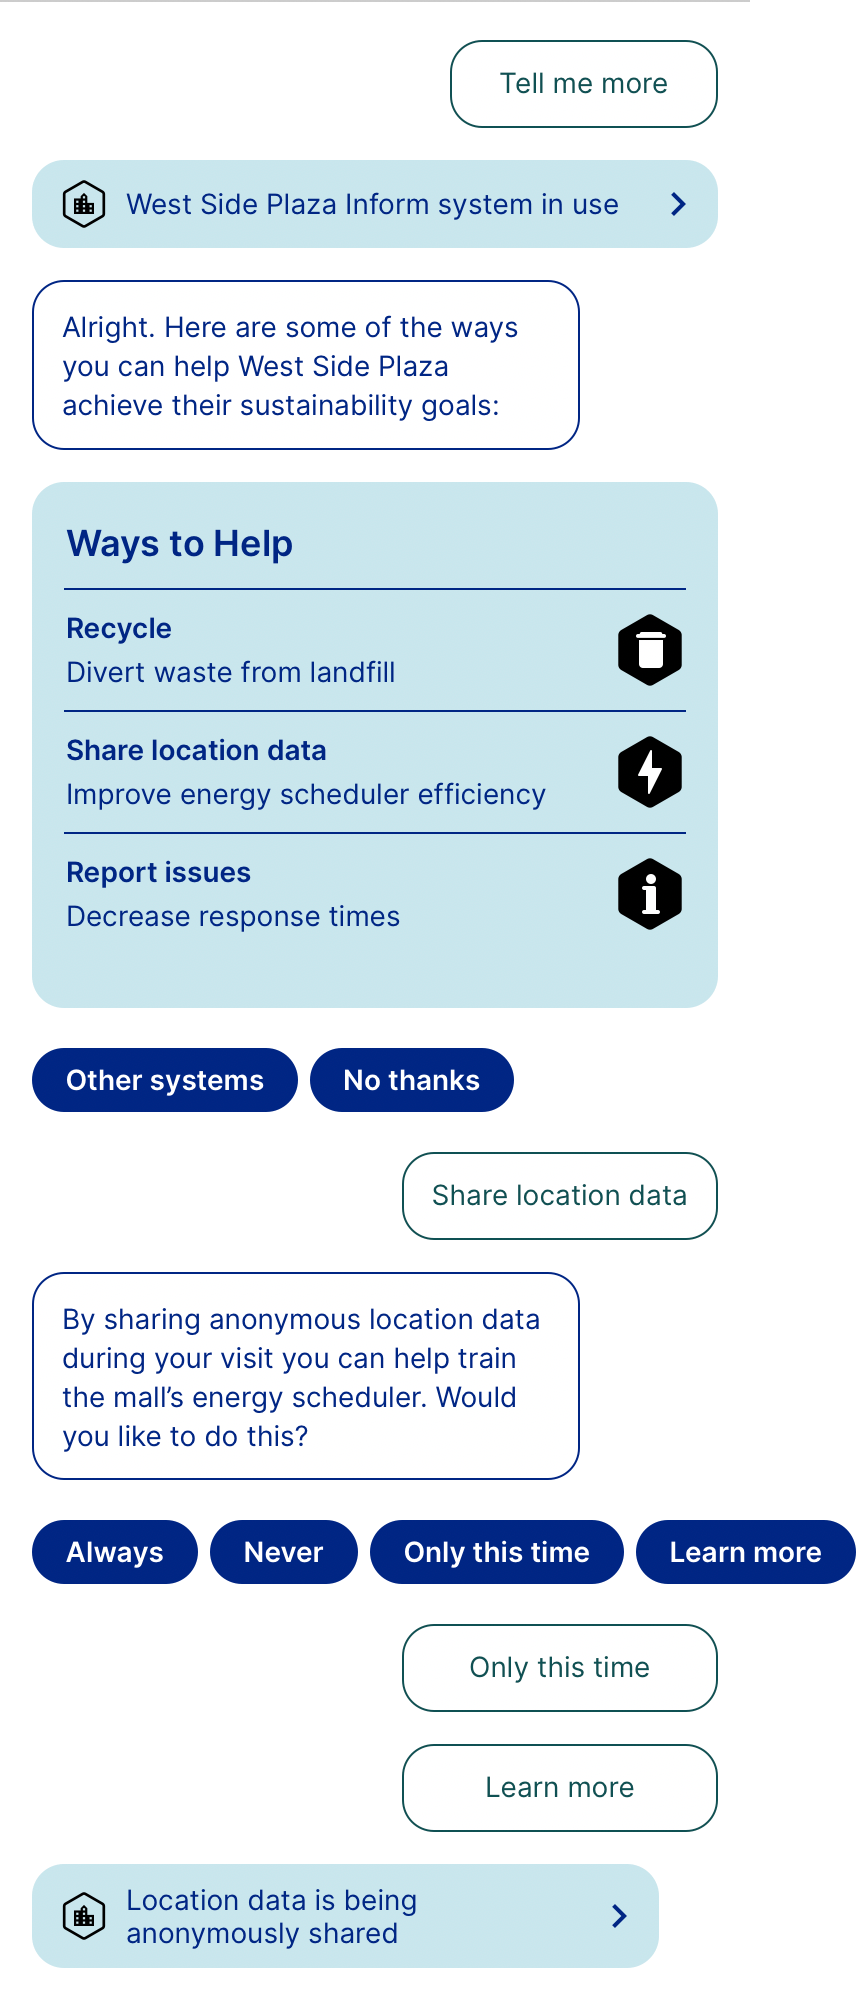 Tell me more
West Side Plaza Inform system in use
Alright. Here are some of the ways
you can help West Side Plaza
achieve their sustainability goals:
Ways to Help
Recycle
Divert waste from landfill
Share location data
Improve energy scheduler efficiency
Report issues
Decrease response times
Other systems
No thanks
Share location data
By sharing anonymous location data
during your visit you can help train
the mall’s energy scheduler. Would
you like to do this?
Always
Never
Only this time
Learn more
Only this time
Learn more
Location data is being
anonymously shared